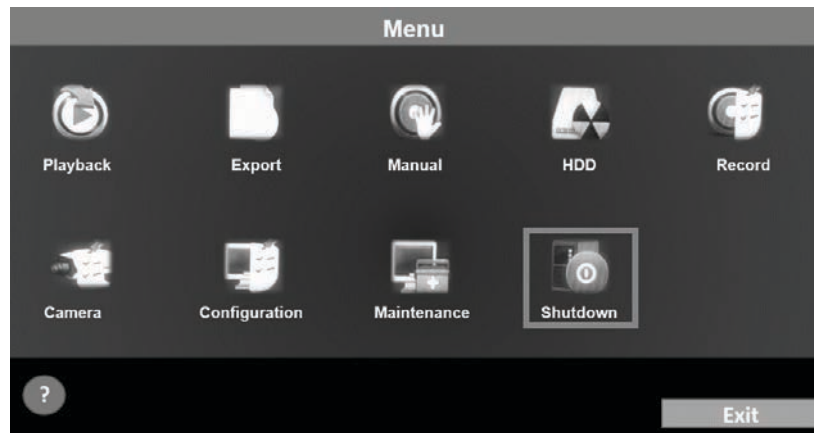 Menu
Playback Export Manual HDD Record
Camera Configuration Maintenance Shutdown
?
Exit